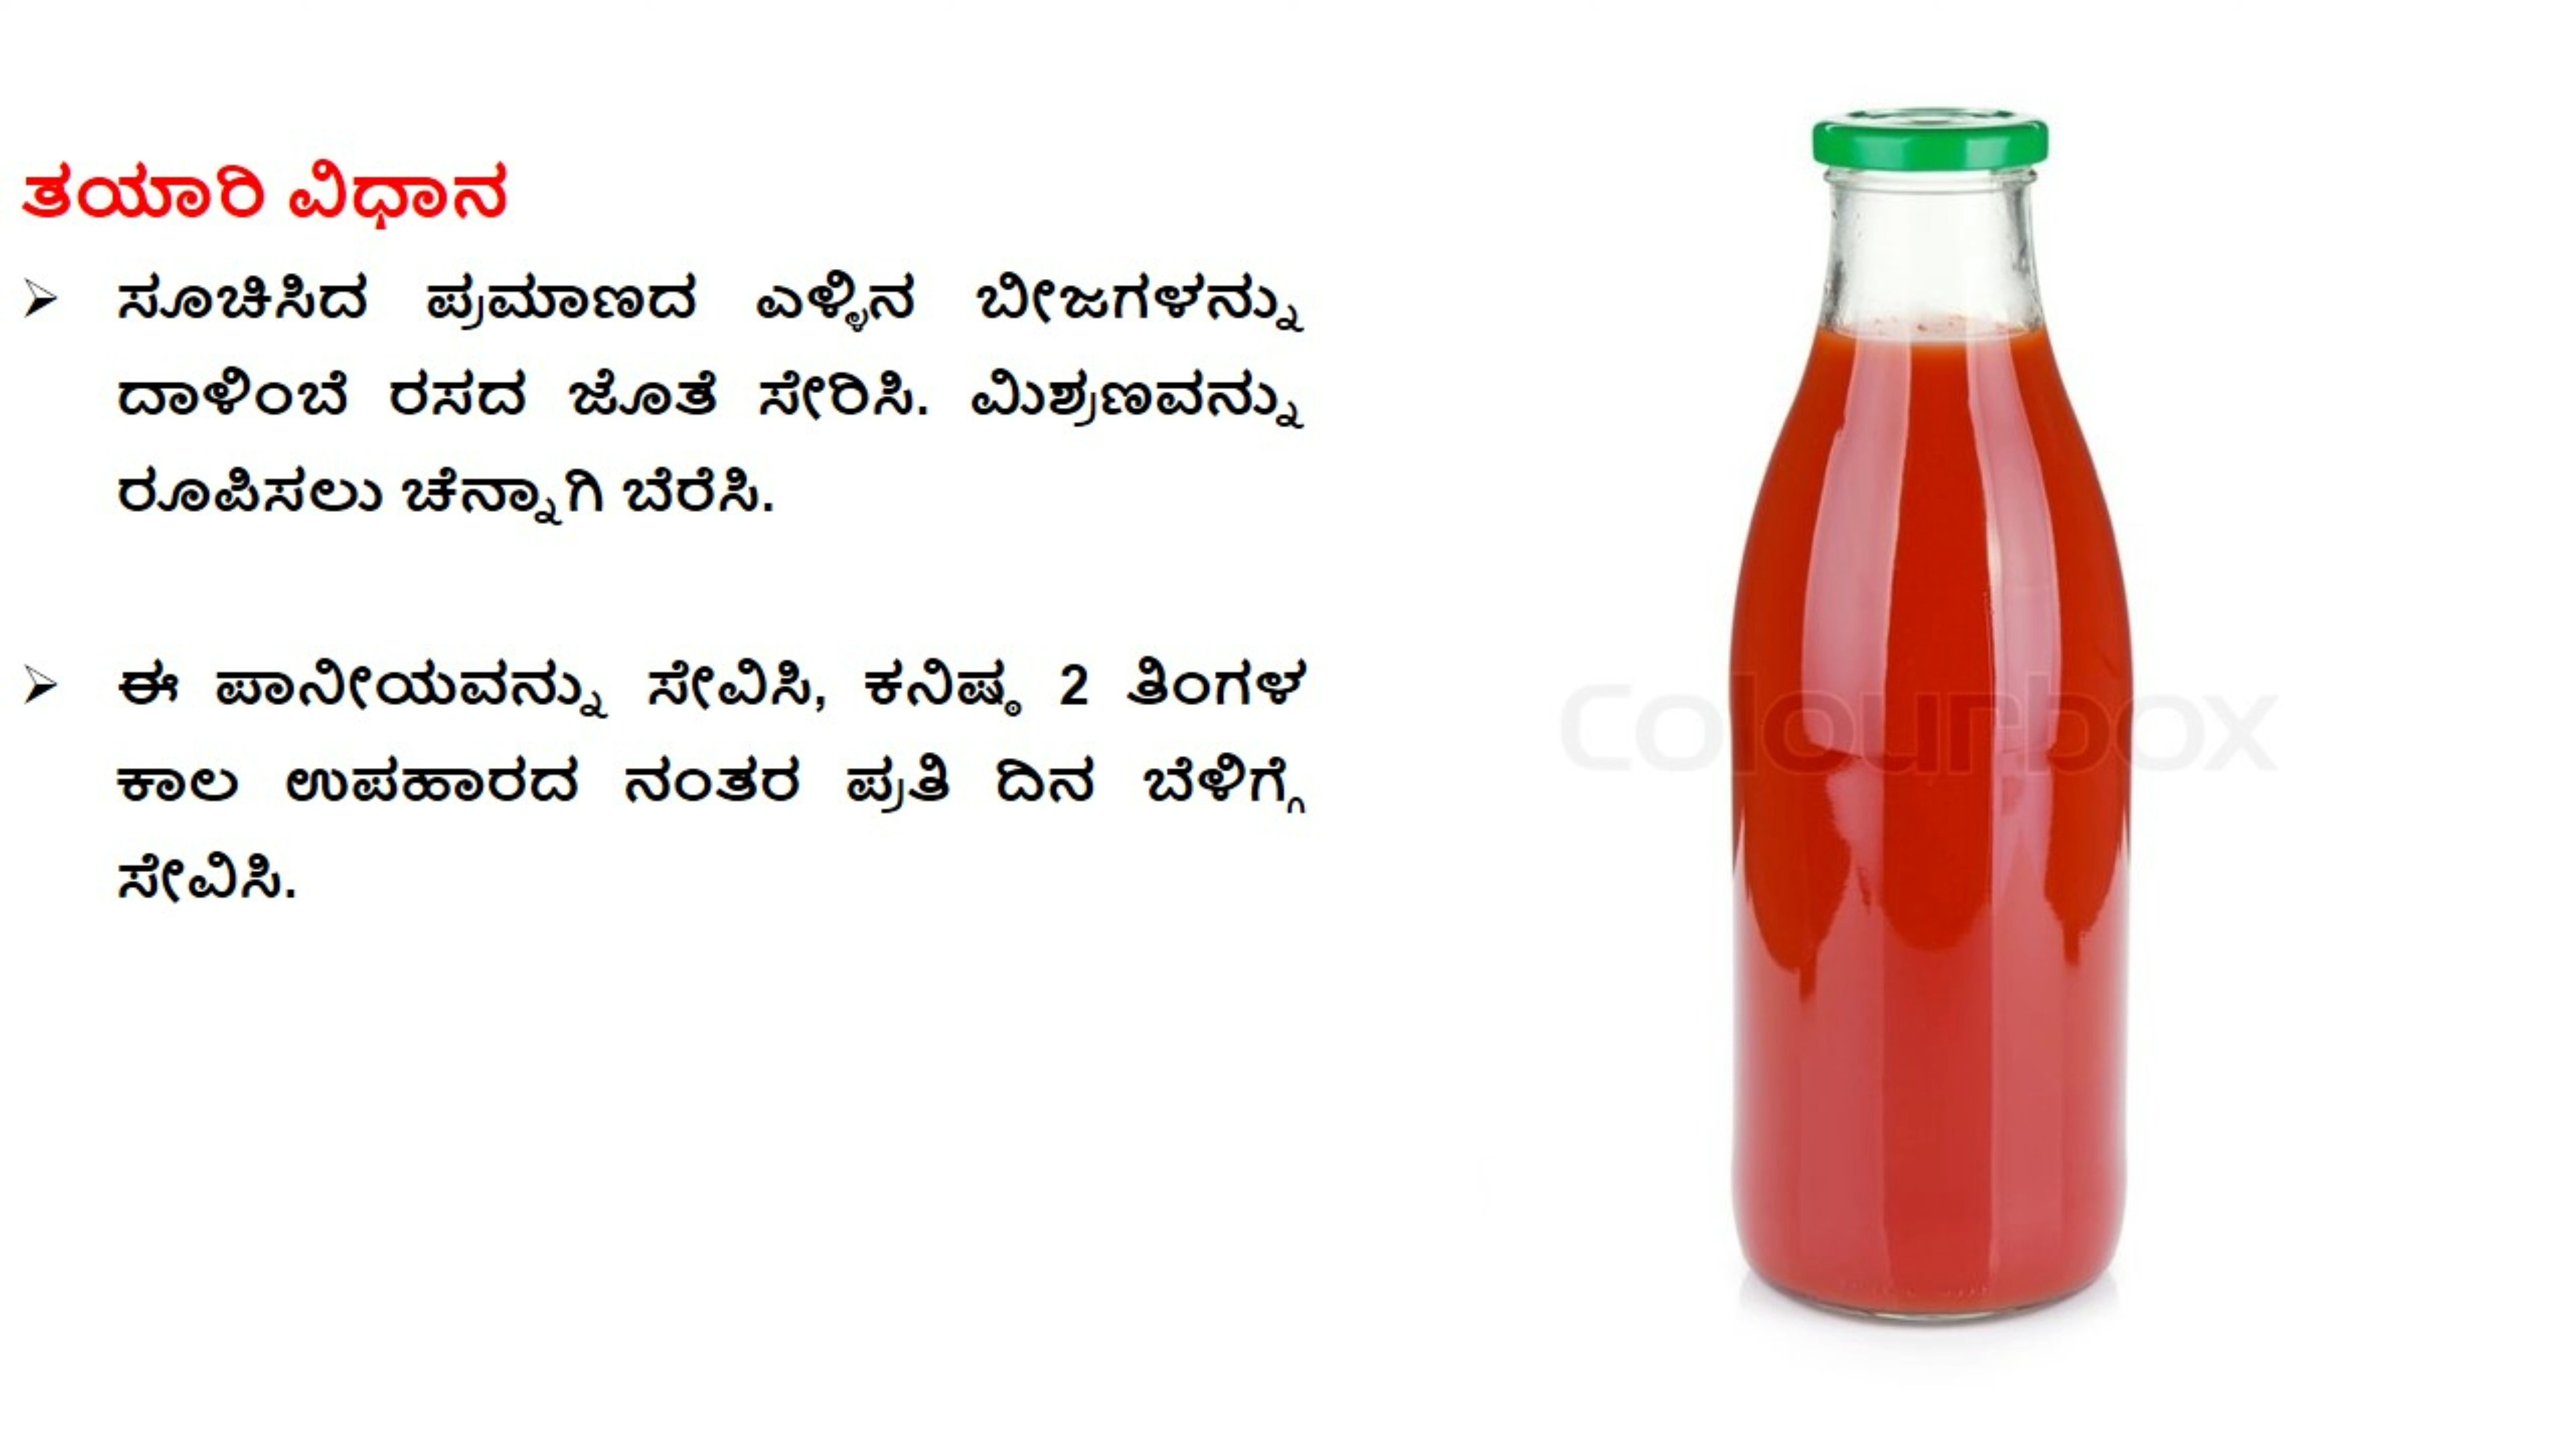 ತಯಾರಿ ವಿಧಾನ
➢ ಸೂಚಿಸಿದ ಪ್ರಮಾಣದ ಎಳ್ಳಿನ ಬೀಜಗಳನ್ನು
ದಾಳಿಂಬೆ ರಸದ ಜೊತೆ ಸೇರಿಸಿ. ಮಿಶ್ರಣವನ್ನು
ರೂಪಿಸಲು ಚೆನ್ನಾಗಿ ಬೆರೆಸಿ.
➢ ಈ ಪಾನೀಯವನ್ನು ಸೇವಿಸಿ, ಕನಿಷ್ಠ 2 ತಿಂಗಳ
ಕಾಲ ಉಪಹಾರದ ನಂತರ ಪ್ರತಿ ದಿನ ಬೆಳಿಗ್ಗೆ
ಸೇವಿಸಿ.
colourbox